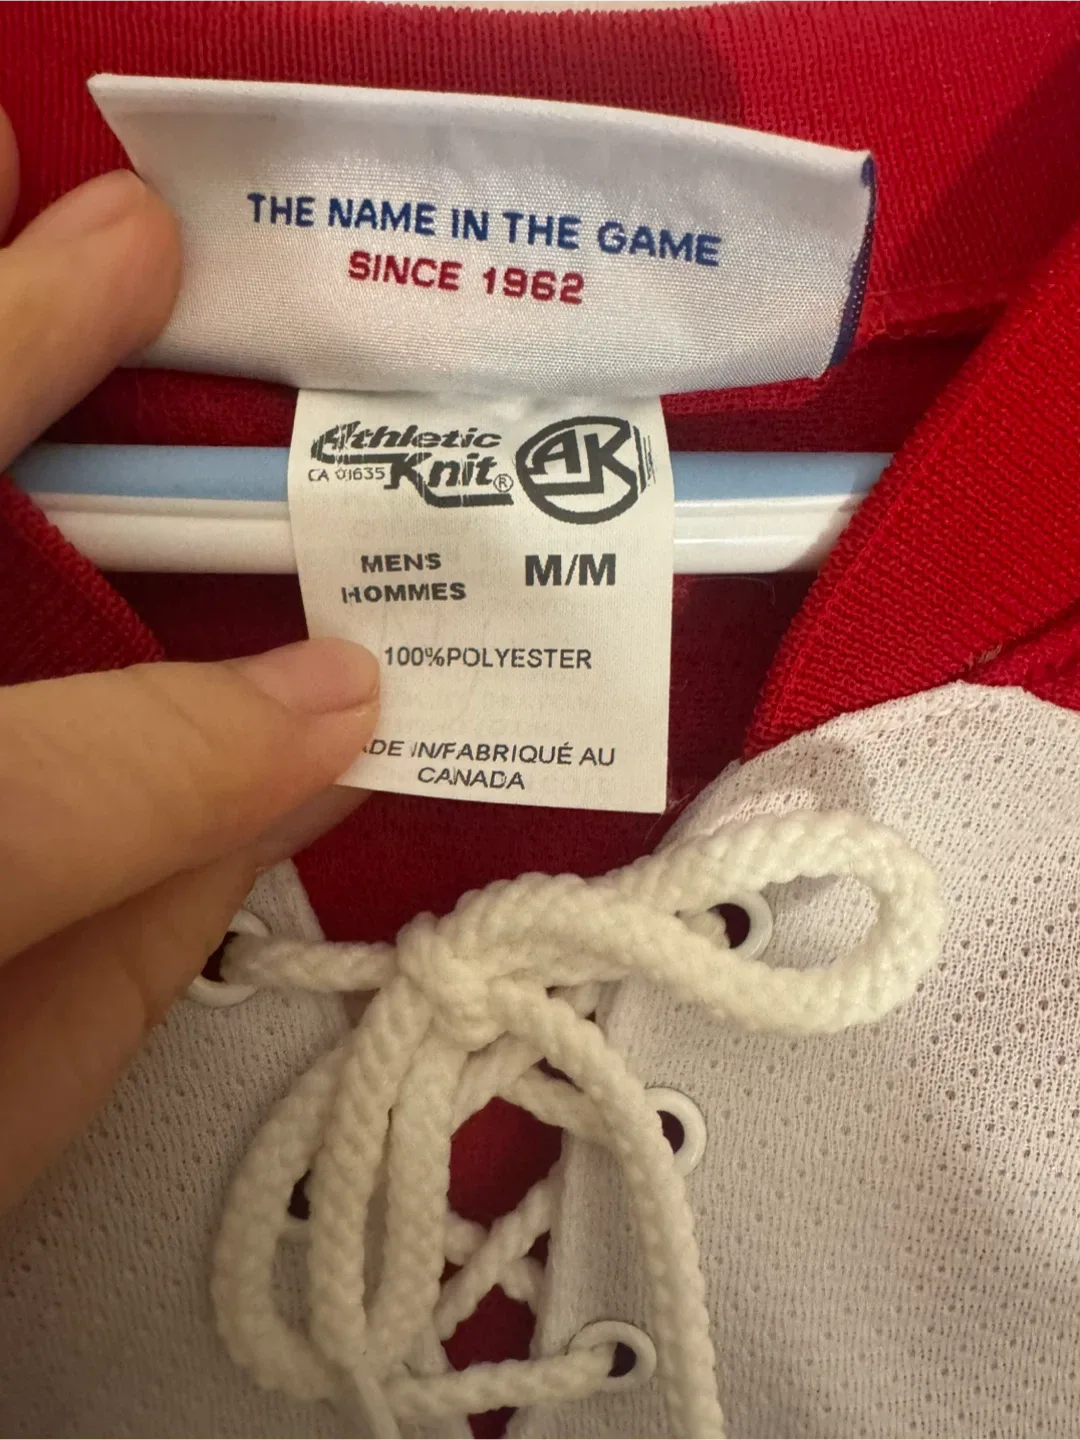 THE NAME IN THE GAME
SINCE 1962
Athletic
Knit®
CA 01635
AK
MENS
HOMMES
M/M
100%POLYESTER
IN/FABRIQUÉ AU
CANADA